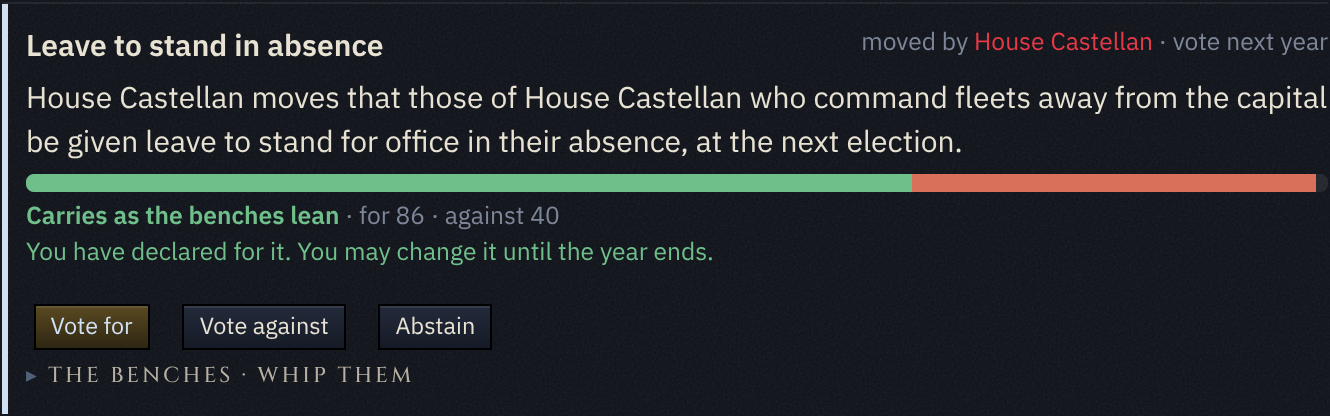 Leave to stand in absence
moved by House Castellan · vote next year
House Castellan moves that those of House Castellan who command fleets away from the capital
be given leave to stand for office in their absence, at the next election.
Carries as the benches lean · for 86 · against 40
You have declared for it. You may change it until the year ends.
Vote for
Vote against
Abstain
▸ THE BENCHES · WHIP THEM